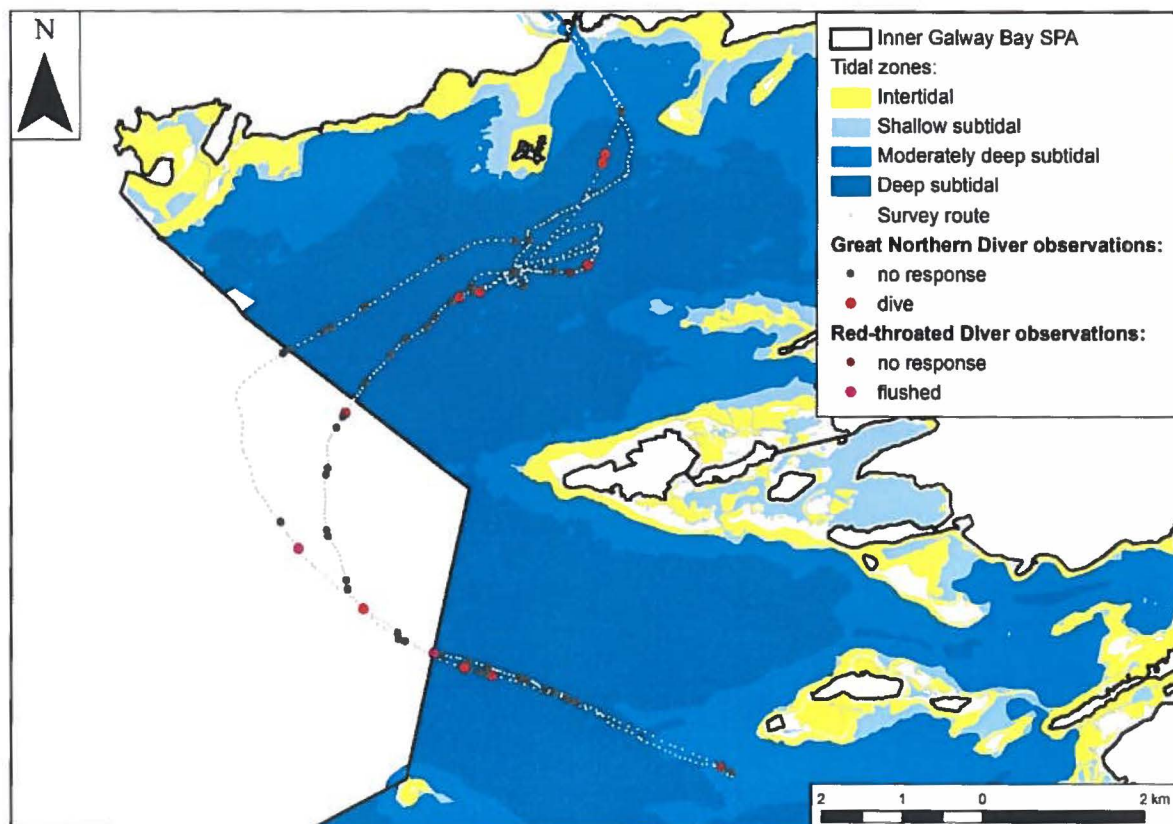 N
Inner Galway Bay SPA
Tidal zones:
Intertidal
Shallow subtidal
Moderately deep subtidal
Deep subtidal
Survey route
Great Northern Diver observations:
no response
dive
Red-throated Diver observations:
no response
flushed
2 1 0 2 km